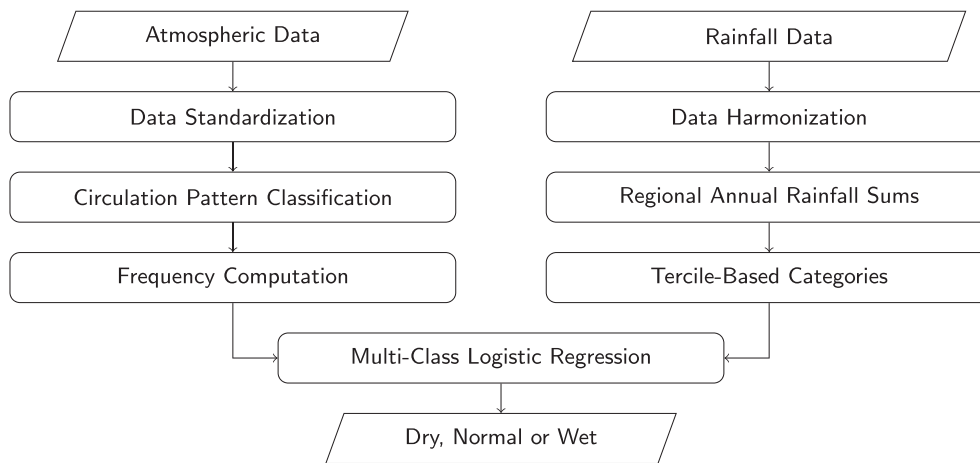 Atmospheric Data
Rainfall Data
Data Standardization
Data Harmonization
Circulation Pattern Classification
Regional Annual Rainfall Sums
Frequency Computation
Tercile-Based Categories
Multi-Class Logistic Regression
Dry, Normal or Wet